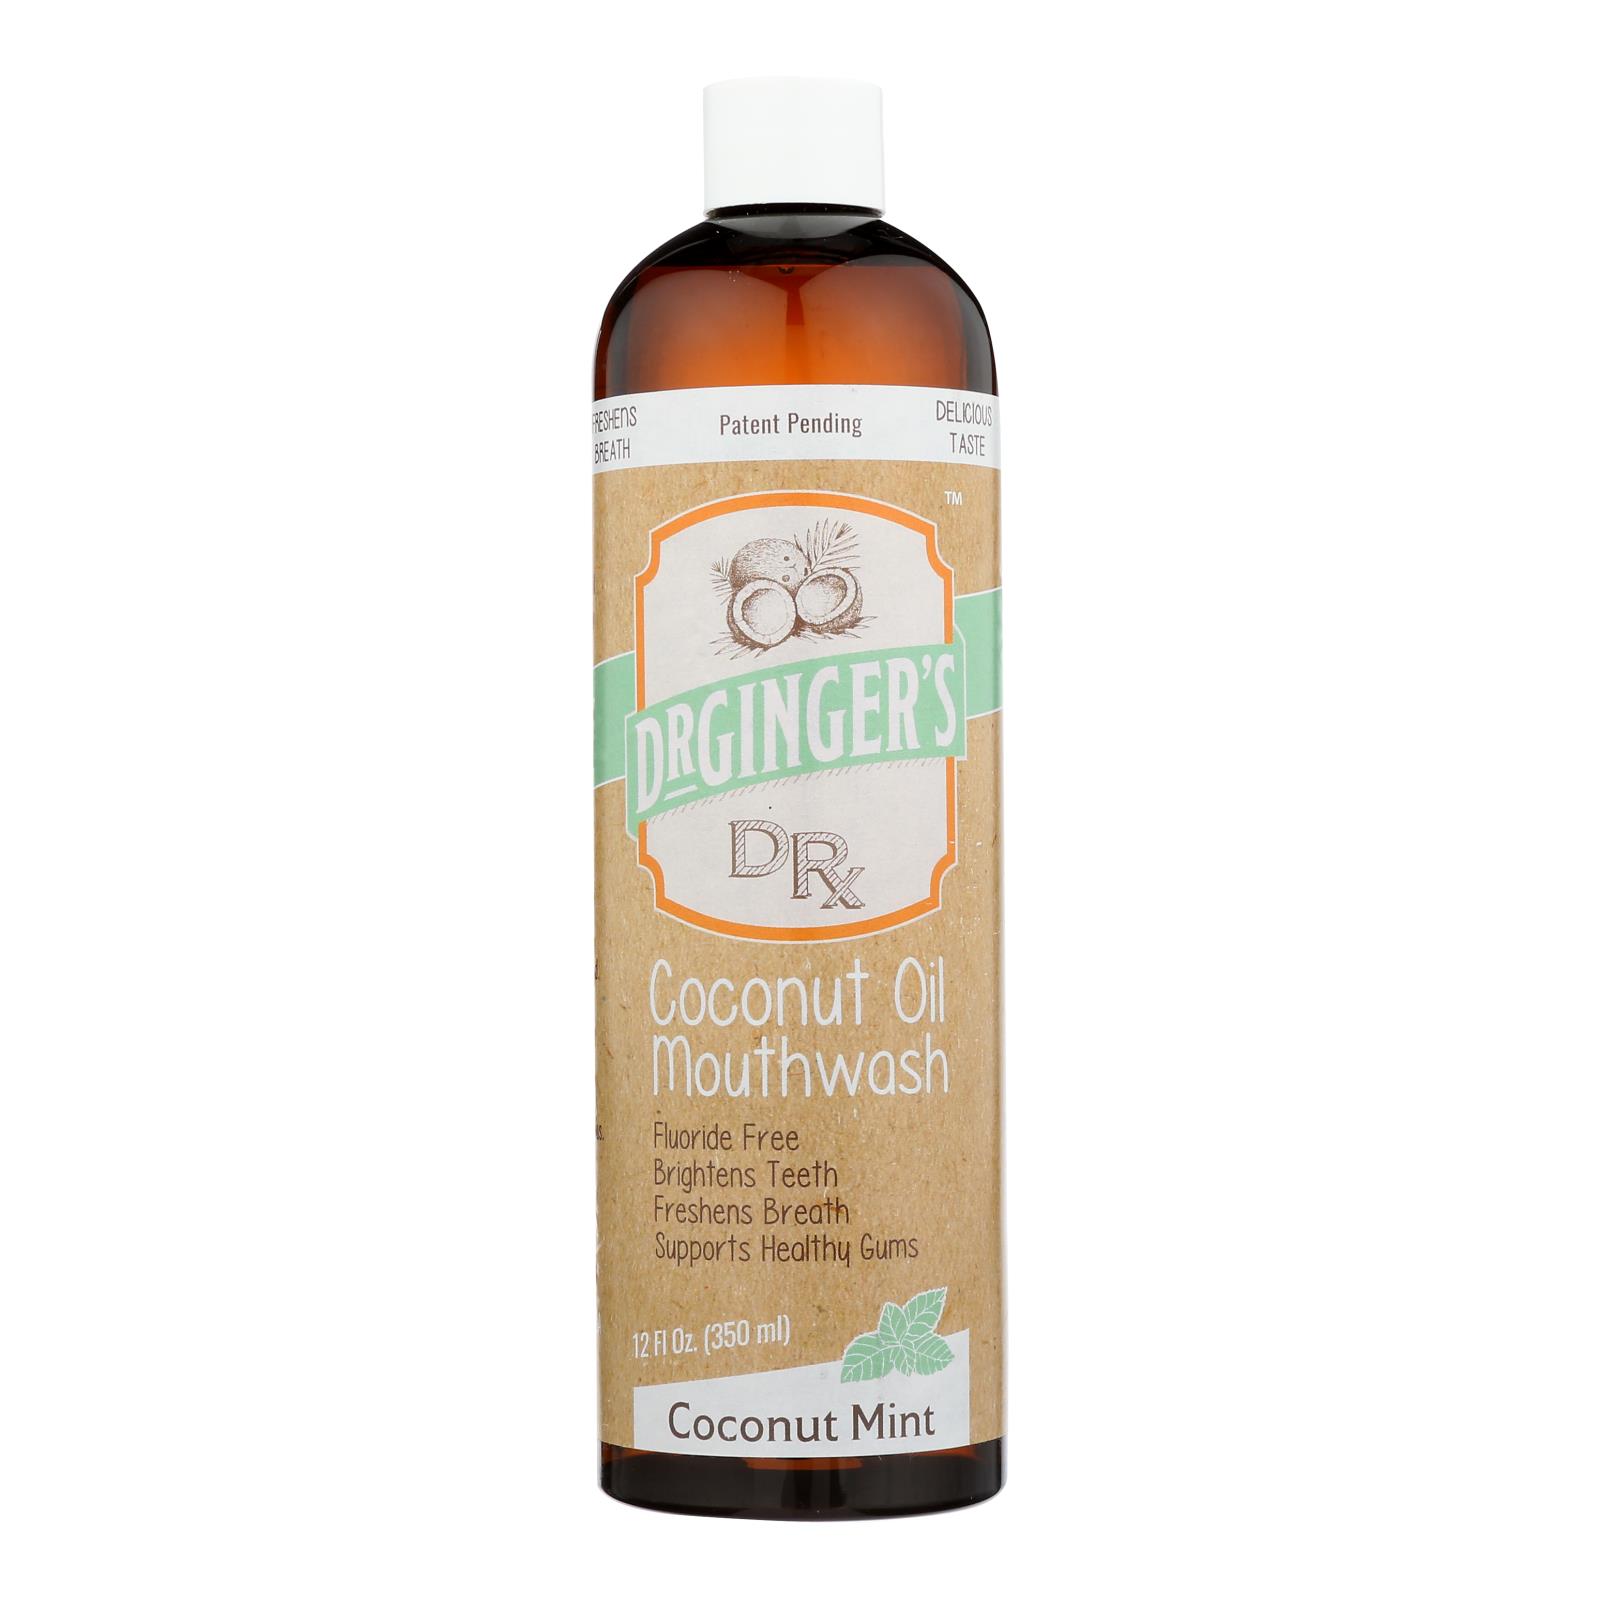 FRESHENS
BREATH
Patent Pending
DELICIOUS
TASTE
TM
DRGINGER'S
DRx
Coconut Oil
Mouthwash
Fluoride Free
Brightens Teeth
Freshens Breath
Supports Healthy Gums
12 Fl Oz. (350 ml)
Coconut Mint